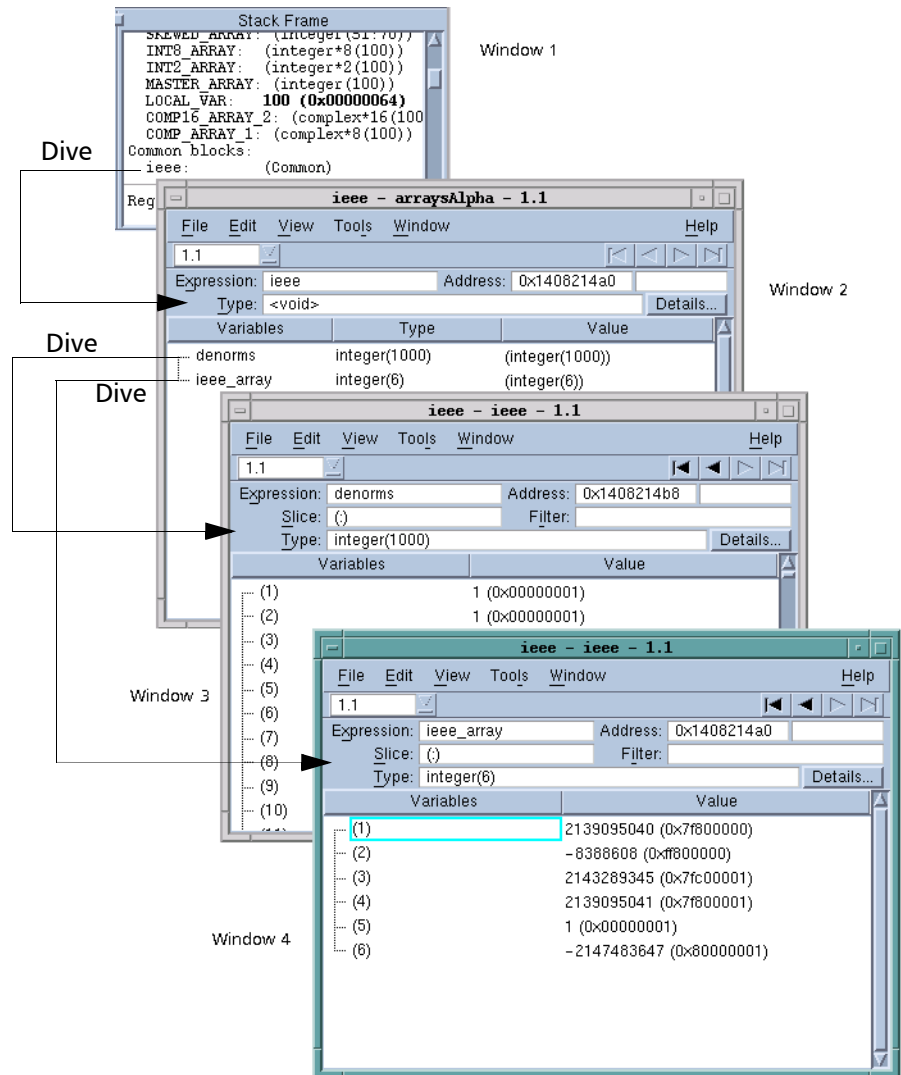 Stack Frame
SKEWED_ARRAY: (integer(51:70))
INT8_ARRAY: (integer*8(100))
INT2_ARRAY: (integer*2(100))
MASTER_ARRAY: (integer(100))
LOCAL_VAR: 100 (0x00000064)
COMP16_ARRAY_2: (complex*16(100
COMP_ARRAY_1: (complex*8(100))
Common blocks:
ieee: (Common)
Reg
Window 1
Dive
ieee - arraysAlpha - 1.1
File Edit View Tools Window Help
1.1
Expression: ieee Address: 0x1408214a0
Type: <void> Details...
Variables Type Value
denorms integer(1000) (integer(1000))
ieee_array integer(6) (integer(6))
Window 2
Dive
Dive
ieee - ieee - 1.1
File Edit View Tools Window Help
1.1
Expression: denorms Address: 0x1408214b8
Slice: (:) Filter:
Type: integer(1000) Details...
Variables Value
(1) 1 (0x00000001)
(2) 1 (0x00000001)
(3)
(4)
(5)
(6)
(7)
(8)
(9)
(10)
(11)
Window 3
ieee - ieee - 1.1
File Edit View Tools Window Help
1.1
Expression: ieee_array Address: 0x1408214a0
Slice: (:) Filter:
Type: integer(6) Details...
Variables Value
(1) 2139095040 (0x7f800000)
(2) -8388608 (0xff800000)
(3) 2143289345 (0x7fc00001)
(4) 2139095041 (0x7f800001)
(5) 1 (0x00000001)
(6) -2147483647 (0x80000001)
Window 4